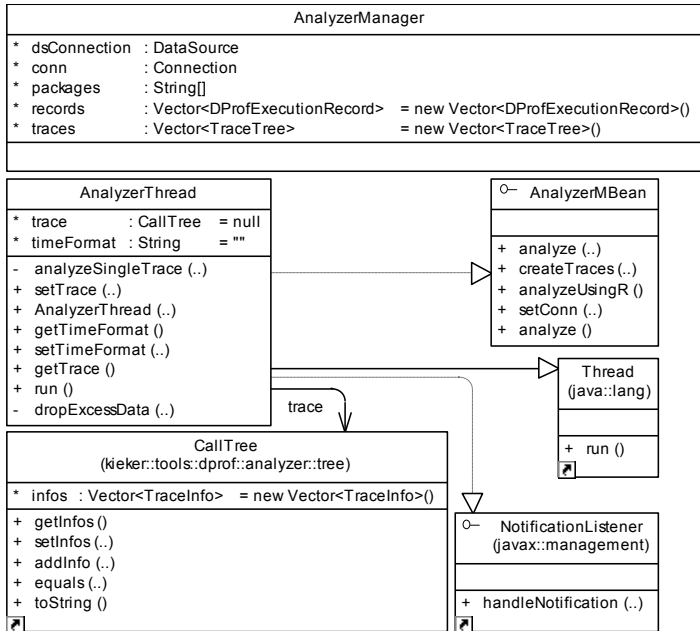 AnalyzerManager
* dsConnection : DataSource
* conn : Connection
* packages : String[]
* records : Vector<DProfExecutionRecord> = new Vector<DProfExecutionRecord>()
* traces : Vector<TraceTree> = new Vector<TraceTree>()
AnalyzerThread
* trace : CallTree = null
* timeFormat : String = ""
- analyzeSingleTrace (..)
+ setTrace (..)
+ AnalyzerThread (..)
+ getTimeFormat ()
+ setTimeFormat (..)
+ getTrace ()
+ run ()
- dropExcessData (..)
AnalyzerMBean
+ analyze (..)
+ createTraces (..)
+ analyzeUsingR ()
+ setConn (..)
+ analyze ()
Thread
(java::lang)
+ run ()
trace
CallTree
(kieker::tools::dprof::analyzer::tree)
* infos : Vector<TraceInfo> = new Vector<TraceInfo>()
+ getInfos ()
+ setInfos (..)
+ addInfo (..)
+ equals (..)
+ toString ()
NotificationListener
(javax::management)
+ handleNotification (..)